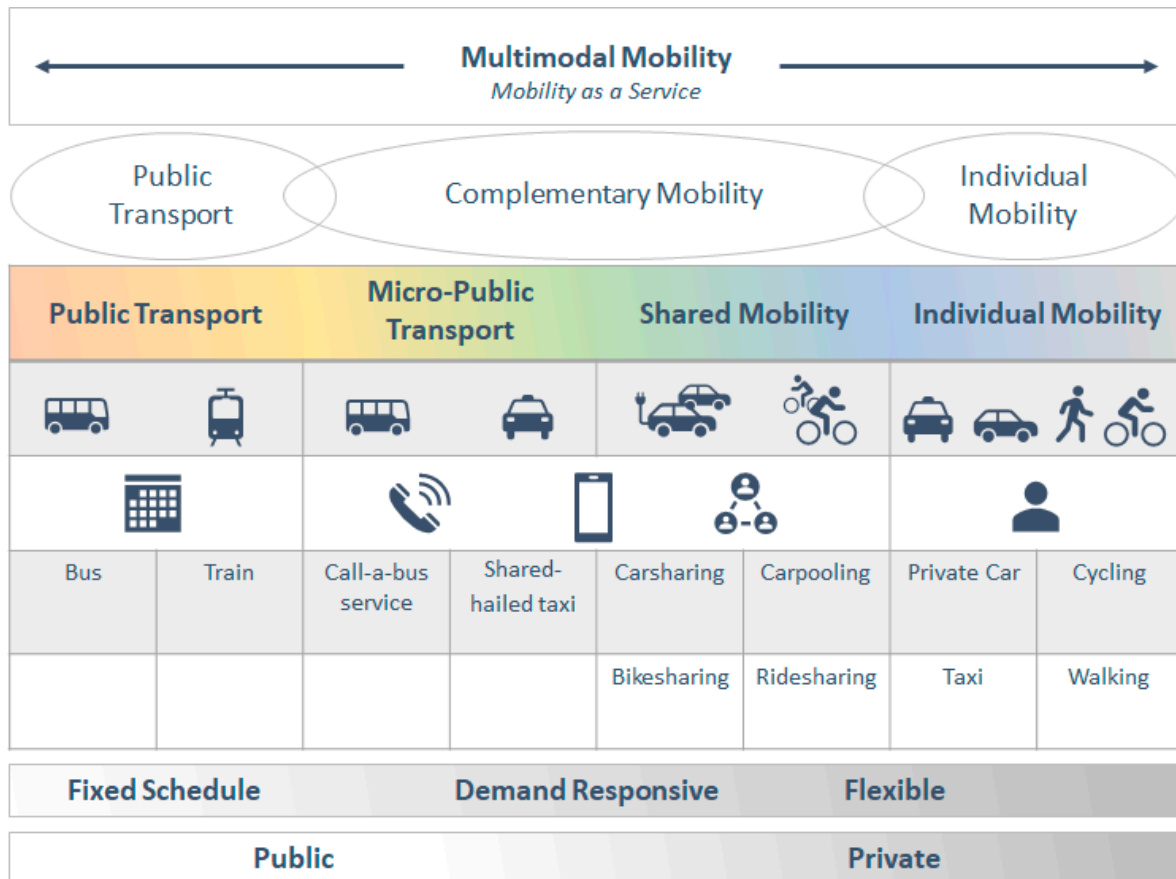 Multimodal Mobility
Mobility as a Service
Public
Transport
Complementary Mobility
Individual
Mobility
Public Transport
Micro-Public
Transport
Shared Mobility
Individual Mobility
Bus
Train
Call-a-bus
service
Shared-
hailed taxi
Carsharing
Carpooling
Private Car
Cycling
Bikesharing
Ridesharing
Taxi
Walking
Fixed Schedule
Demand Responsive
Flexible
Public
Private